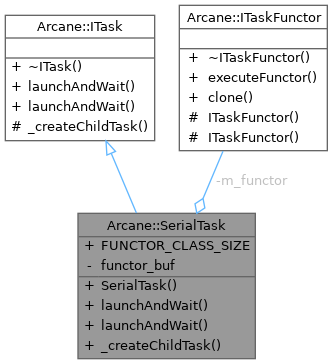 Arcane::ITask
+ ~ITask()
+ launchAndWait()
+ launchAndWait()
# _createChildTask()
Arcane::ITaskFunctor
+ ~ITaskFunctor()
+ executeFunctor()
+ clone()
# ITaskFunctor()
# ITaskFunctor()
-m_functor
Arcane::SerialTask
+ FUNCTOR_CLASS_SIZE
- functor_buf
+ SerialTask()
+ launchAndWait()
+ launchAndWait()
+ _createChildTask()